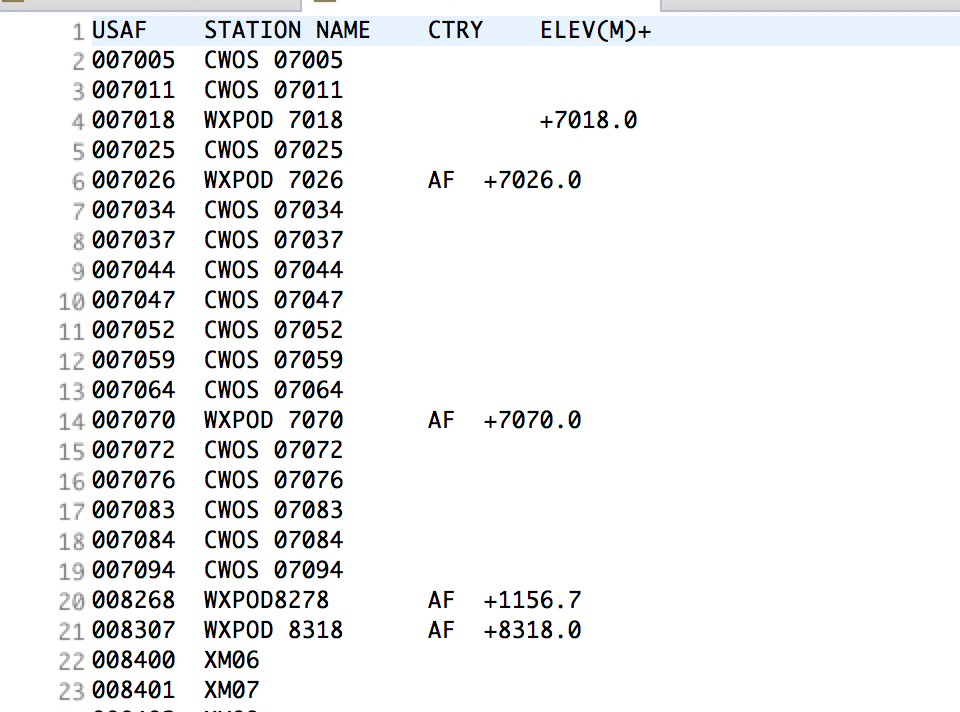 1 USAF STATION NAME CTRY ELEV(M)+
2 007005 CWOS 07005
3 007011 CWOS 07011
4 007018 WXPOD 7018 +7018.0
5 007025 CWOS 07025
6 007026 WXPOD 7026 AF +7026.0
7 007034 CWOS 07034
8 007037 CWOS 07037
9 007044 CWOS 07044
10 007047 CWOS 07047
11 007052 CWOS 07052
12 007059 CWOS 07059
13 007064 CWOS 07064
14 007070 WXPOD 7070 AF +7070.0
15 007072 CWOS 07072
16 007076 CWOS 07076
17 007083 CWOS 07083
18 007084 CWOS 07084
19 007094 CWOS 07094
20 008268 WXPOD8278 AF +1156.7
21 008307 WXPOD 8318 AF +8318.0
22 008400 XM06
23 008401 XM07